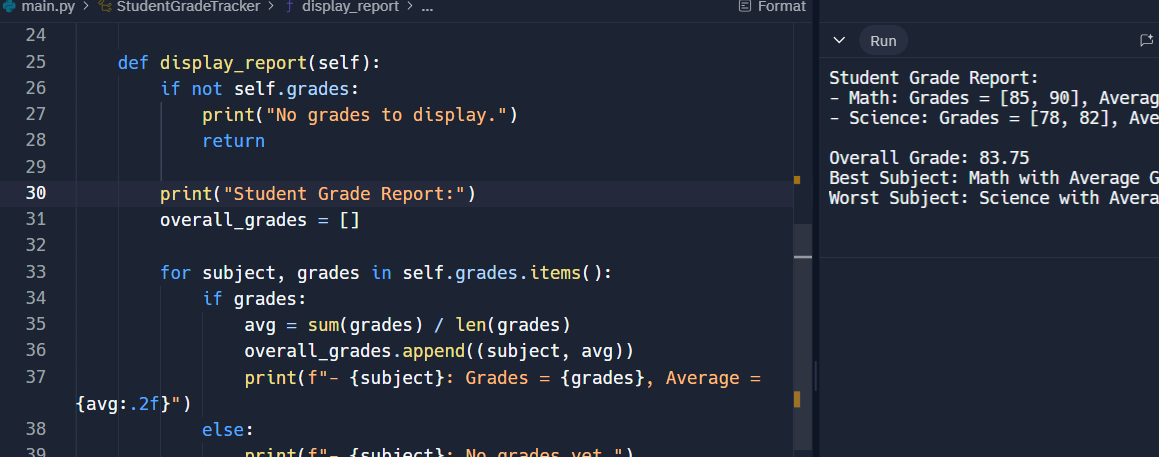 main.py > StudentGradeTracker > display_report > ...
Format
24
25 def display_report(self):
26 if not self.grades:
27 print("No grades to display.")
28 return
29
30 print("Student Grade Report:")
31 overall_grades = []
32
33 for subject, grades in self.grades.items():
34 if grades:
35 avg = sum(grades) / len(grades)
36 overall_grades.append((subject, avg))
37 print(f"- {subject}: Grades = {grades}, Average =
{avg:.2f}")
38 else:
39 print(f"- {subject}: No grades yet.")
Run
Student Grade Report:
- Math: Grades = [85, 90], Averag
- Science: Grades = [78, 82], Ave
Overall Grade: 83.75
Best Subject: Math with Average G
Worst Subject: Science with Avera